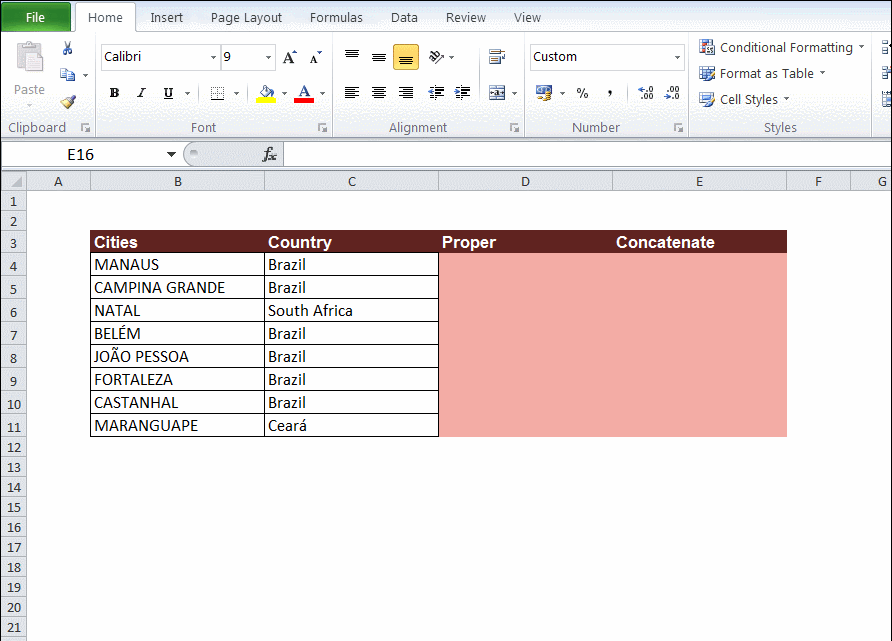 File Home Insert Page Layout Formulas Data Review View
Paste
Calibri 9 A A
B I U A
Custom
% ,
Conditional Formatting
Format as Table
Cell Styles
Clipboard Font Alignment Number Styles
E16 fx
A B C D E F G
1
2
3 Cities Country Proper Concatenate
4 MANAUS Brazil
5 CAMPINA GRANDE Brazil
6 NATAL South Africa
7 BELÉM Brazil
8 JOÃO PESSOA Brazil
9 FORTALEZA Brazil
10 CASTANHAL Brazil
11 MARANGUAPE Ceará
12
13
14
15
16
17
18
19
20
21